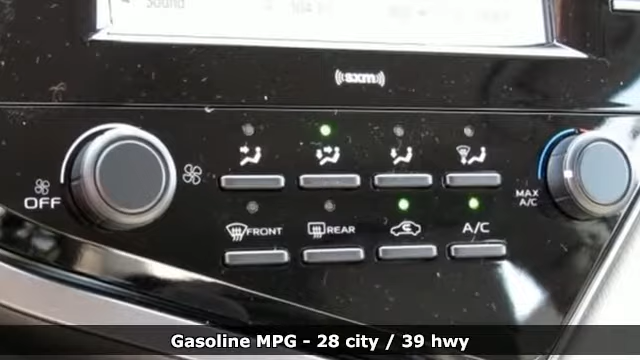 Sound
((sxm))
OFF
MAX
A/C
FRONT
REAR
A/C
Gasoline MPG - 28 city / 39 hwy